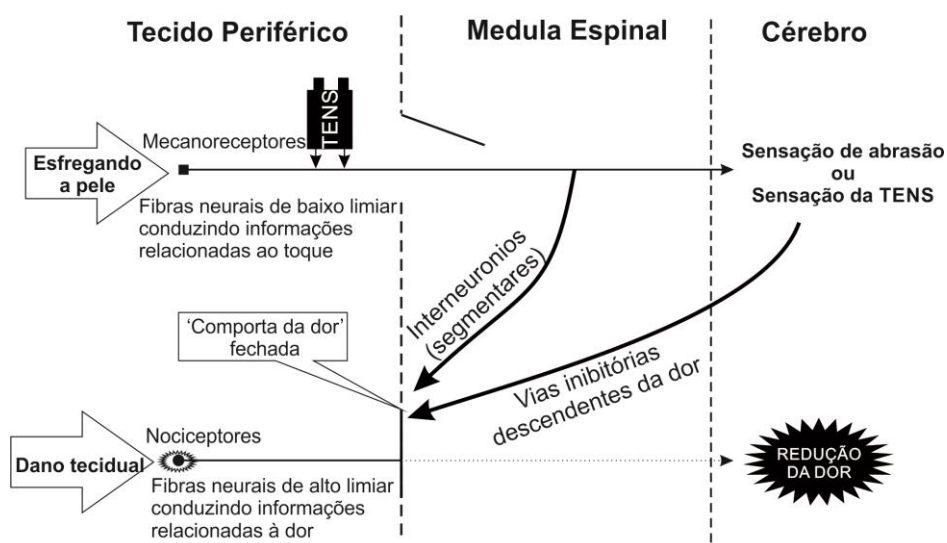 Tecido Periférico
Medula Espinal
Cérebro
TENS
Mecanoreceptores
Esfregando
a pele
Fibras neurais de baixo limiar
conduzindo informações
relacionadas ao toque
Sensação de abrasão
ou
Sensação da TENS
Interneuronios
(segmentares)
Vias inibitórias
descendentes da dor
'Comporta da dor'
fechada
Nociceptores
Dano tecidual
Fibras neurais de alto limiar
conduzindo informações
relacionadas à dor
REDUÇÃO
DA DOR